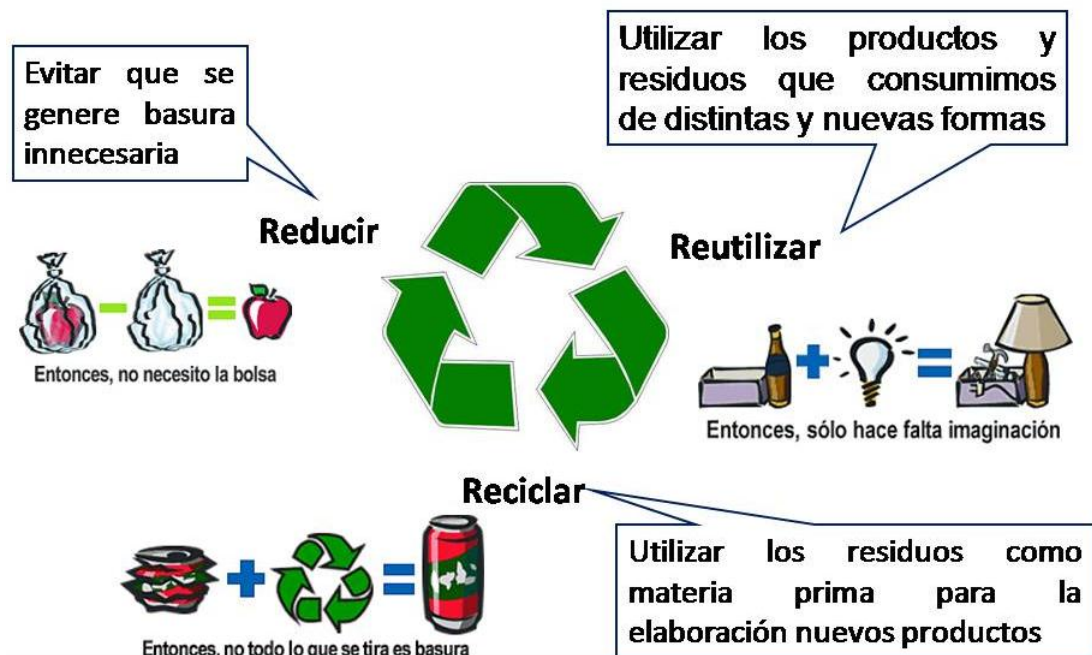 Evitar que se
genere basura
innecesaria
Utilizar los productos y
residuos que consumimos
de distintas y nuevas formas
Reducir
Reutilizar
Entonces, no necesito la bolsa
Entonces, sólo hace falta imaginación
Reciclar
Utilizar los residuos como
materia prima para la
elaboración nuevos productos
Entonces, no todo lo que se tira es basura